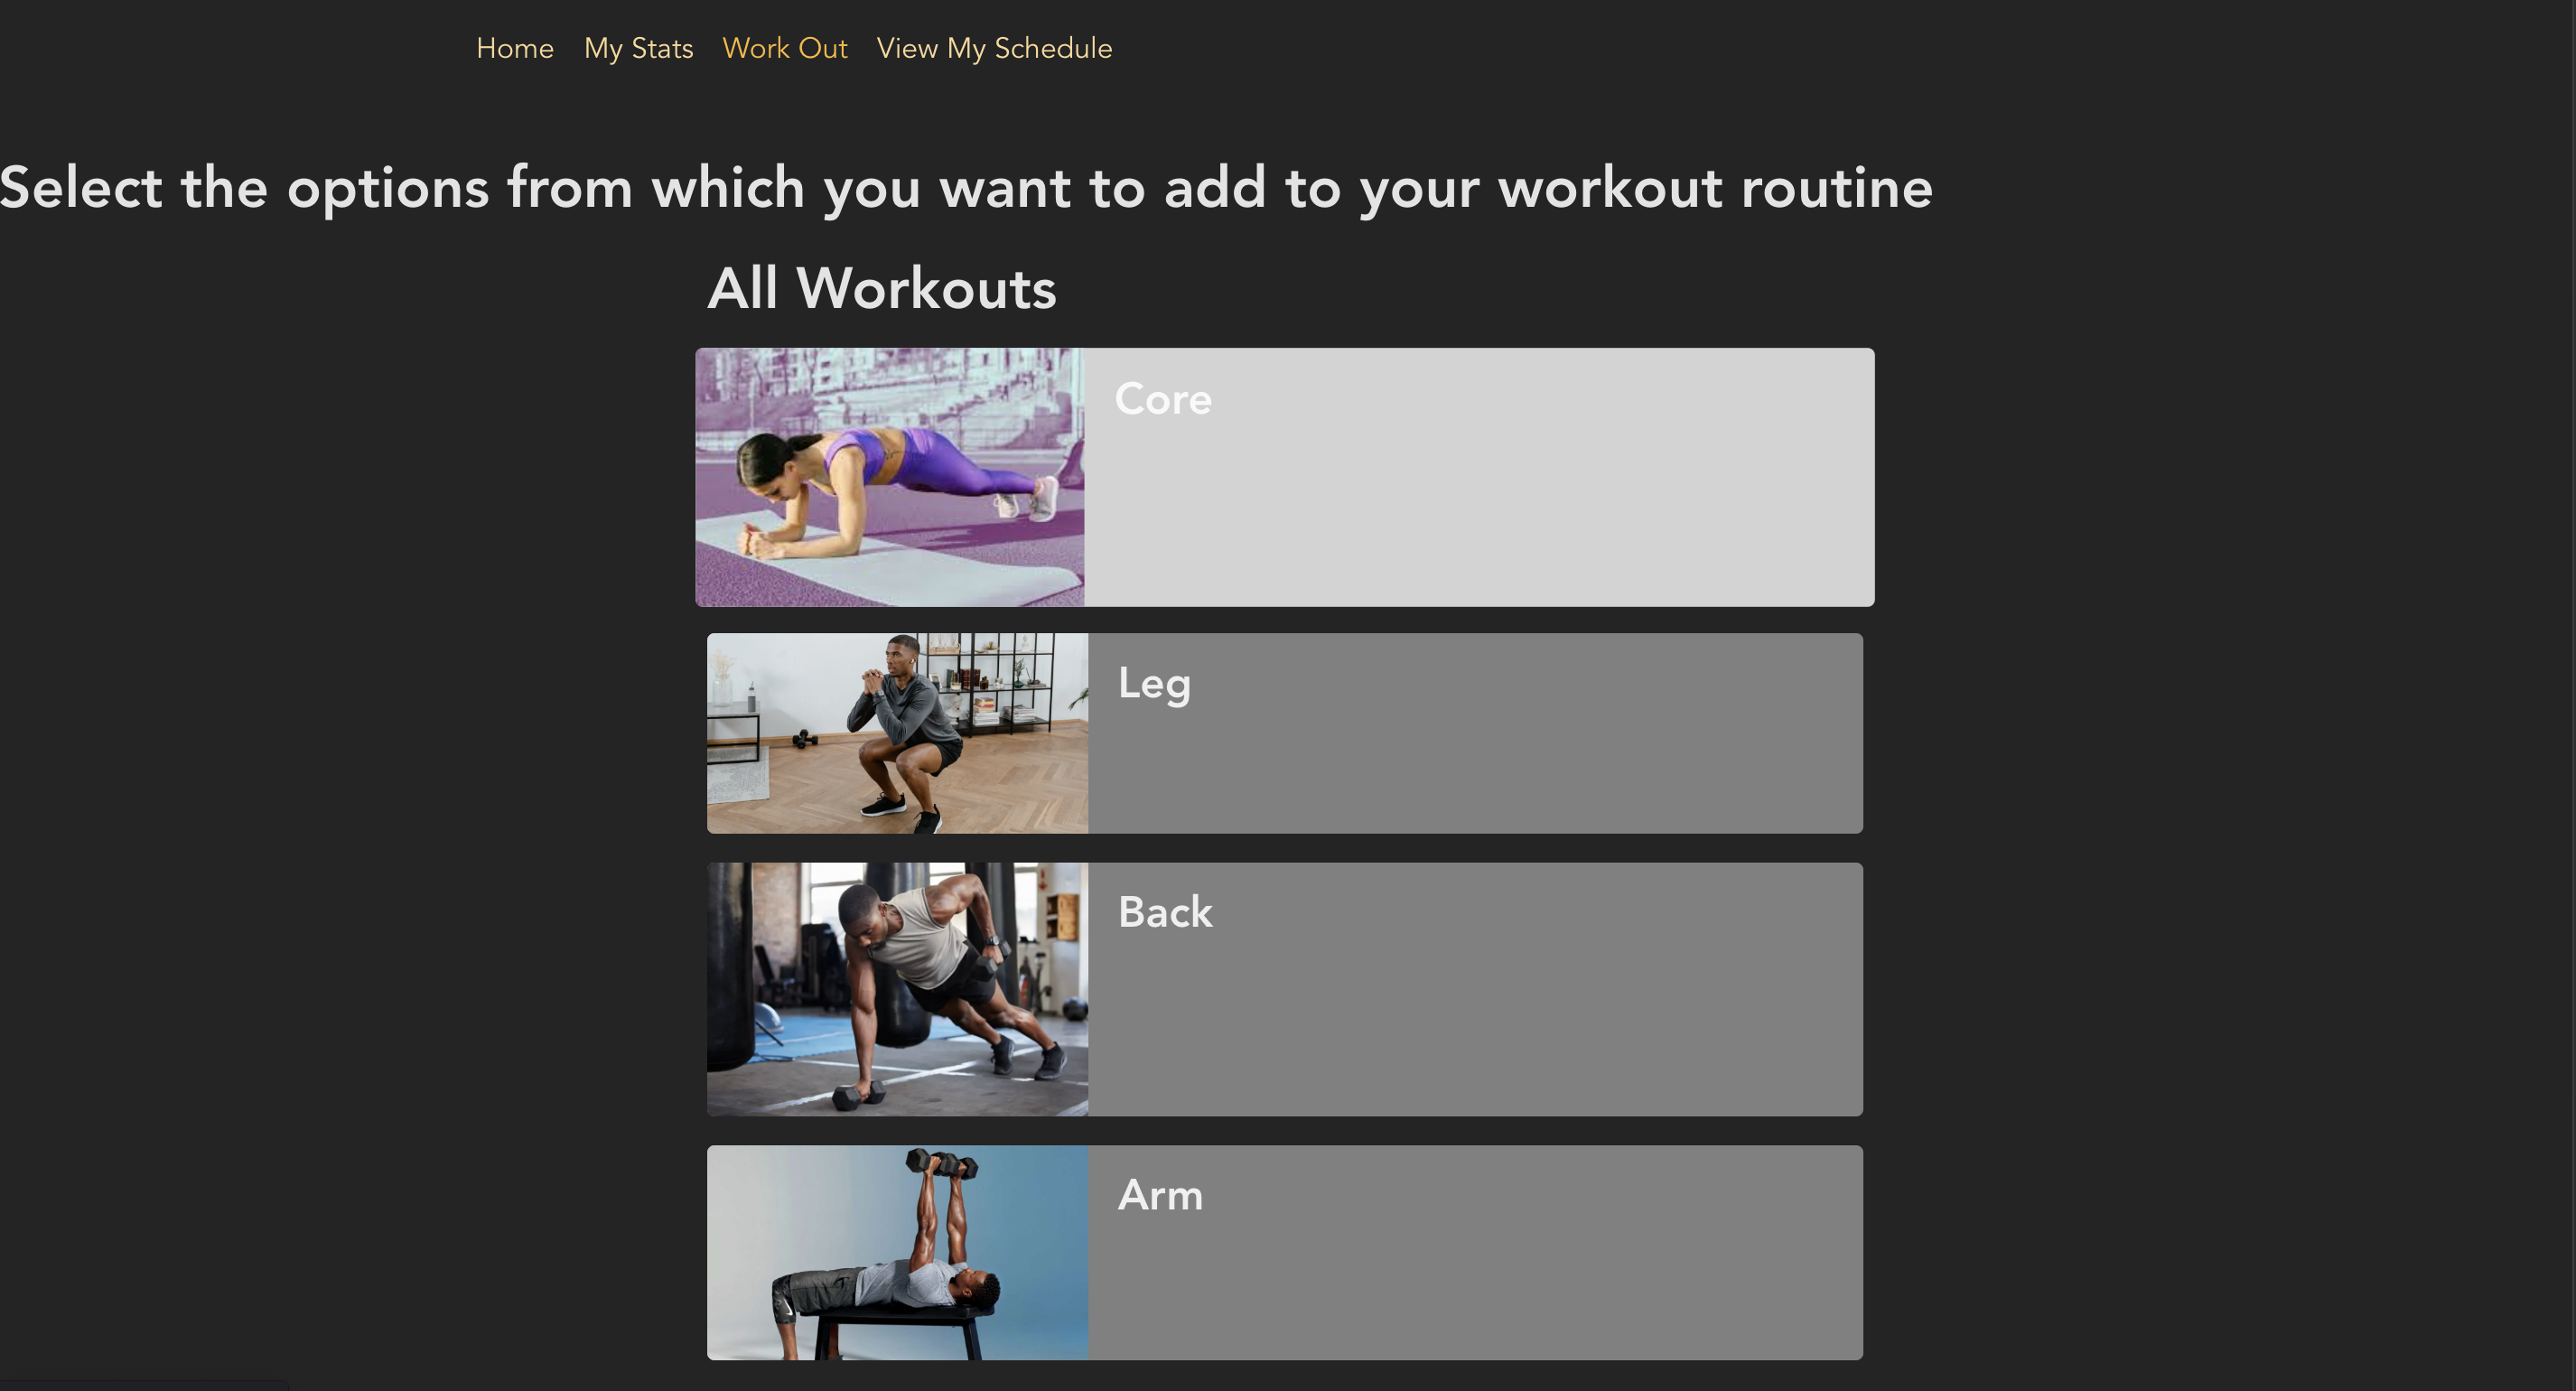 Home My Stats Work Out View My Schedule
Select the options from which you want to add to your workout routine
All Workouts
Core
Leg
Back
Arm